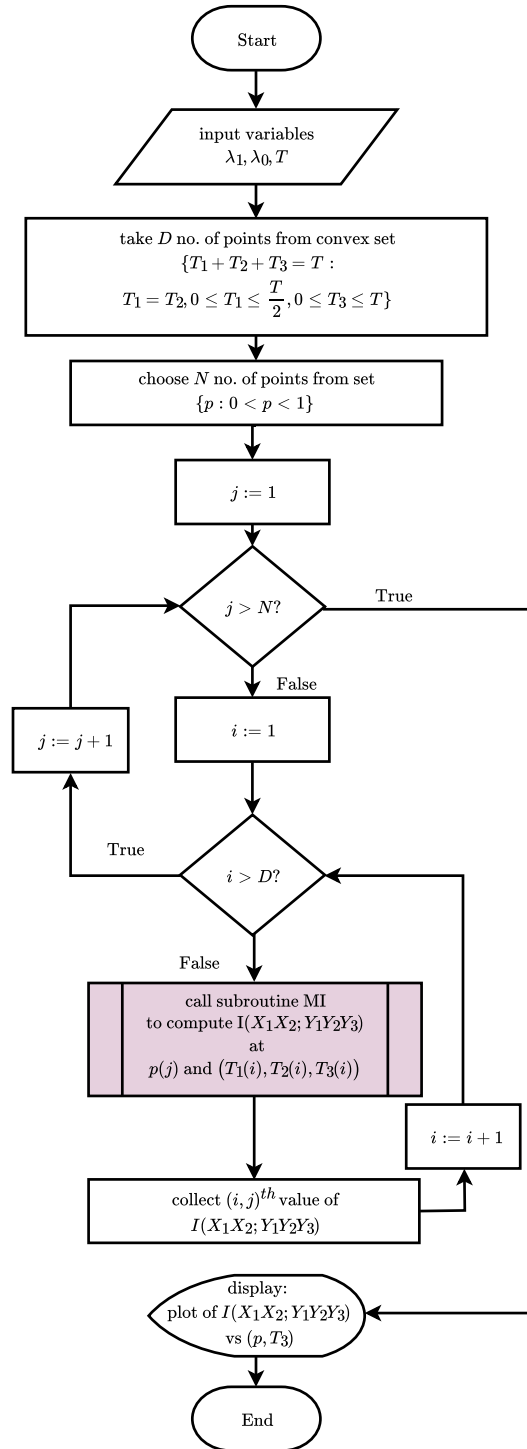 Start
input variables
λ₁, λ₀, T
take D no. of points from convex set
{T₁ + T₂ + T₃ = T :
T₁ = T₂, 0 ≤ T₁ ≤ T/2, 0 ≤ T₃ ≤ T}
choose N no. of points from set
{p : 0 < p < 1}
j := 1
j > N?
True
False
i := 1
j := j + 1
True
i > D?
False
call subroutine MI
to compute I(X₁X₂; Y₁Y₂Y₃)
at
p(j) and (T₁(i), T₂(i), T₃(i))
i := i + 1
collect (i, j)ᵗʰ value of
I(X₁X₂; Y₁Y₂Y₃)
display:
plot of I(X₁X₂; Y₁Y₂Y₃)
vs (p, T₃)
End